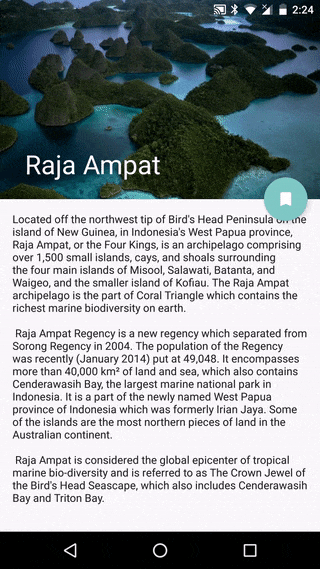 2:24
Raja Ampat
Located off the northwest tip of Bird's Head Peninsula on the
island of New Guinea, in Indonesia's West Papua province,
Raja Ampat, or the Four Kings, is an archipelago comprising
over 1,500 small islands, cays, and shoals surrounding
the four main islands of Misool, Salawati, Batanta, and
Waigeo, and the smaller island of Kofiau. The Raja Ampat
archipelago is the part of Coral Triangle which contains the
richest marine biodiversity on earth.
Raja Ampat Regency is a new regency which separated from
Sorong Regency in 2004. The population of the Regency
was recently (January 2014) put at 49,048. It encompasses
more than 40,000 km² of land and sea, which also contains
Cenderawasih Bay, the largest marine national park in
Indonesia. It is a part of the newly named West Papua
province of Indonesia which was formerly Irian Jaya. Some
of the islands are the most northern pieces of land in the
Australian continent.
Raja Ampat is considered the global epicenter of tropical
marine bio-diversity and is referred to as The Crown Jewel of
the Bird's Head Seascape, which also includes Cenderawasih
Bay and Triton Bay.